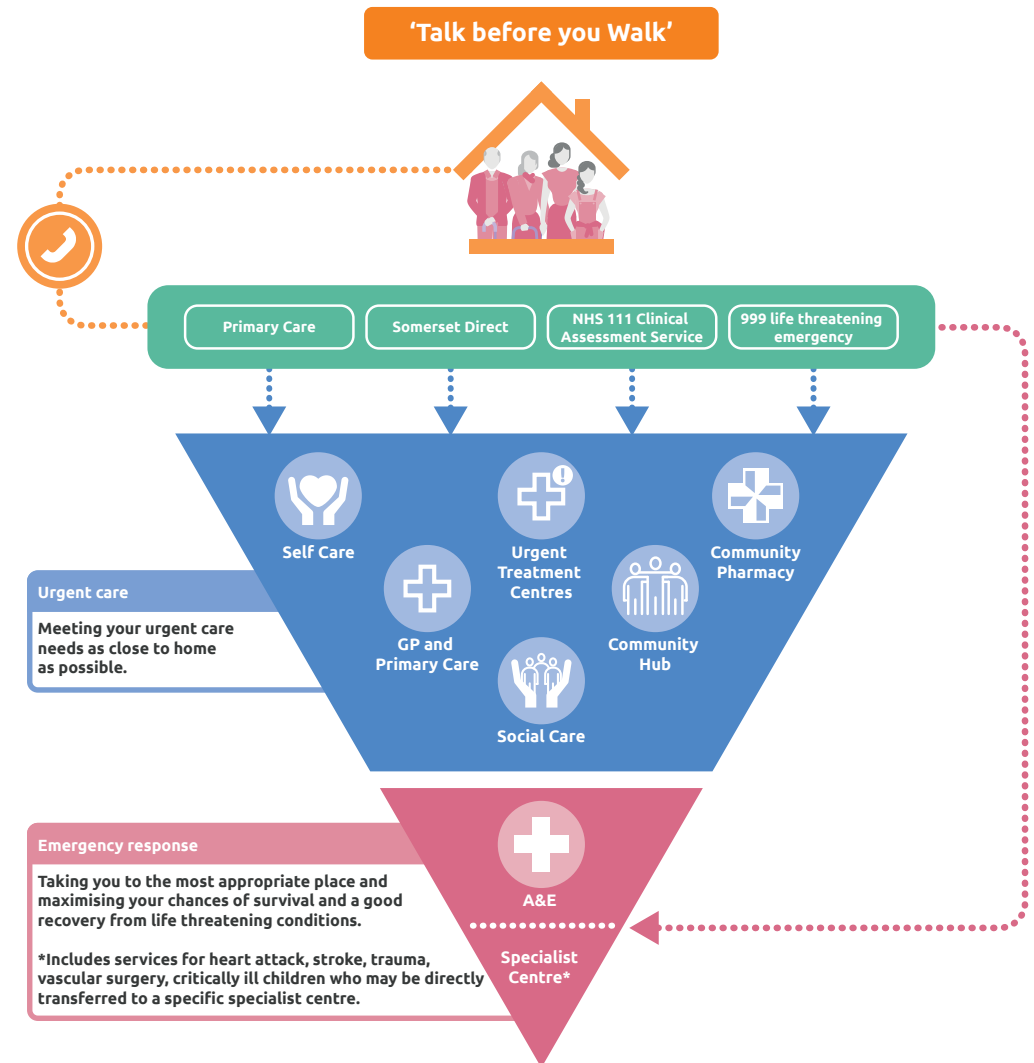 ‘Talk before you Walk’
Primary Care
Somerset Direct
NHS 111 Clinical
Assessment Service
999 life threatening
emergency
Self Care
Urgent
Treatment
Centres
Community
Pharmacy
GP and
Primary Care
Community
Hub
Social Care
Urgent care
Meeting your urgent care
needs as close to home
as possible.
A&E
Specialist
Centre*
Emergency response
Taking you to the most appropriate place and
maximising your chances of survival and a good
recovery from life threatening conditions.
*Includes services for heart attack, stroke, trauma,
vascular surgery, critically ill children who may be directly
transferred to a specific specialist centre.